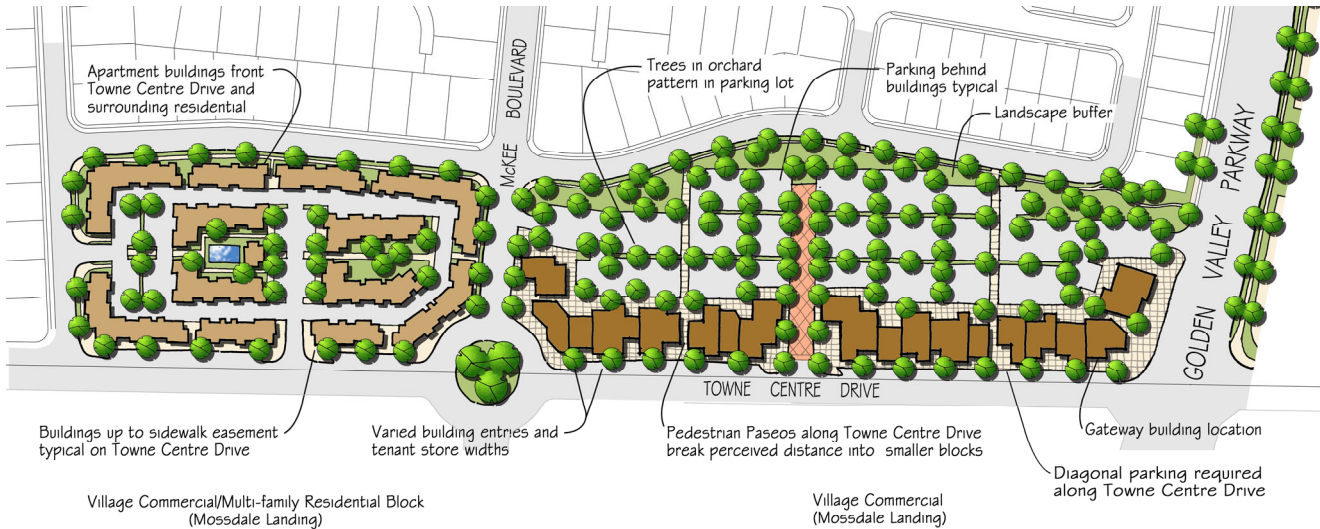 Apartment buildings front
Towne Centre Drive and
surrounding residential
McKEE BOULEVARD
Trees in orchard
pattern in parking lot
Parking behind
buildings typical
Landscape buffer
GOLDEN VALLEY PARKWAY
TOWNE CENTRE DRIVE
Buildings up to sidewalk easement
typical on Towne Centre Drive
Varied building entries and
tenant store widths
Pedestrian Paseos along Towne Centre Drive
break perceived distance into smaller blocks
Gateway building location
Diagonal parking required
along Towne Centre Drive
Village Commercial/Multi-family Residential Block
(Mossdale Landing)
Village Commercial
(Mossdale Landing)